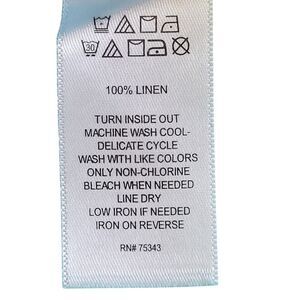 30
100% LINEN
TURN INSIDE OUT
MACHINE WASH COOL-
DELICATE CYCLE
WASH WITH LIKE COLORS
ONLY NON-CHLORINE
BLEACH WHEN NEEDED
LINE DRY
LOW IRON IF NEEDED
IRON ON REVERSE
RN# 75343